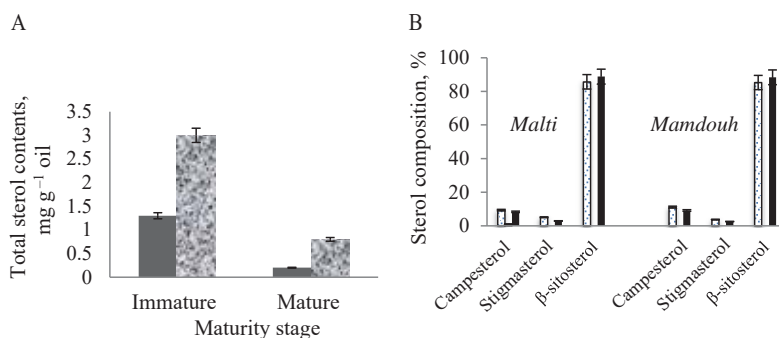 A
Total sterol contents,
mg g⁻¹ oil
3.5
3
2.5
2
1.5
1
0.5
0
Immature Mature
Maturity stage
B
Sterol composition, %
100
80
60
40
20
0
Malti Mamdouh
Campesterol
Stigmasterol
β-sitosterol
Campesterol
Stigmasterol
β-sitosterol